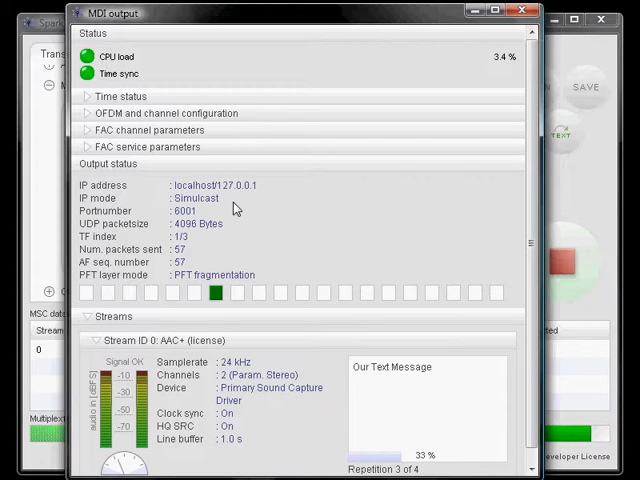 MDI output
Spark
Status
CPU load 3.4 %
Time sync
Time status
OFDM and channel configuration
FAC channel parameters
FAC service parameters
Output status
IP address : localhost/127.0.0.1
IP mode : Simulcast
Portnumber : 6001
UDP packetsize : 4096 Bytes
TF index : 1/3
Num. packets sent : 57
AF seq. number : 57
PFT layer mode : PFT fragmentation
Streams
Stream ID 0: AAC+ (license)
Signal OK
-10
-30
-50
-70
audio in [dBFS]
Samplerate : 24 kHz
Channels : 2 (Param. Stereo)
Device : Primary Sound Capture
Driver
Clock sync : On
HQ SRC : On
Line buffer : 1.0 s
Our Text Message
33 %
Repetition 3 of 4
Trans
MSC data
Stream
0
Multiplex
SAVE
TEXT
eveloper License